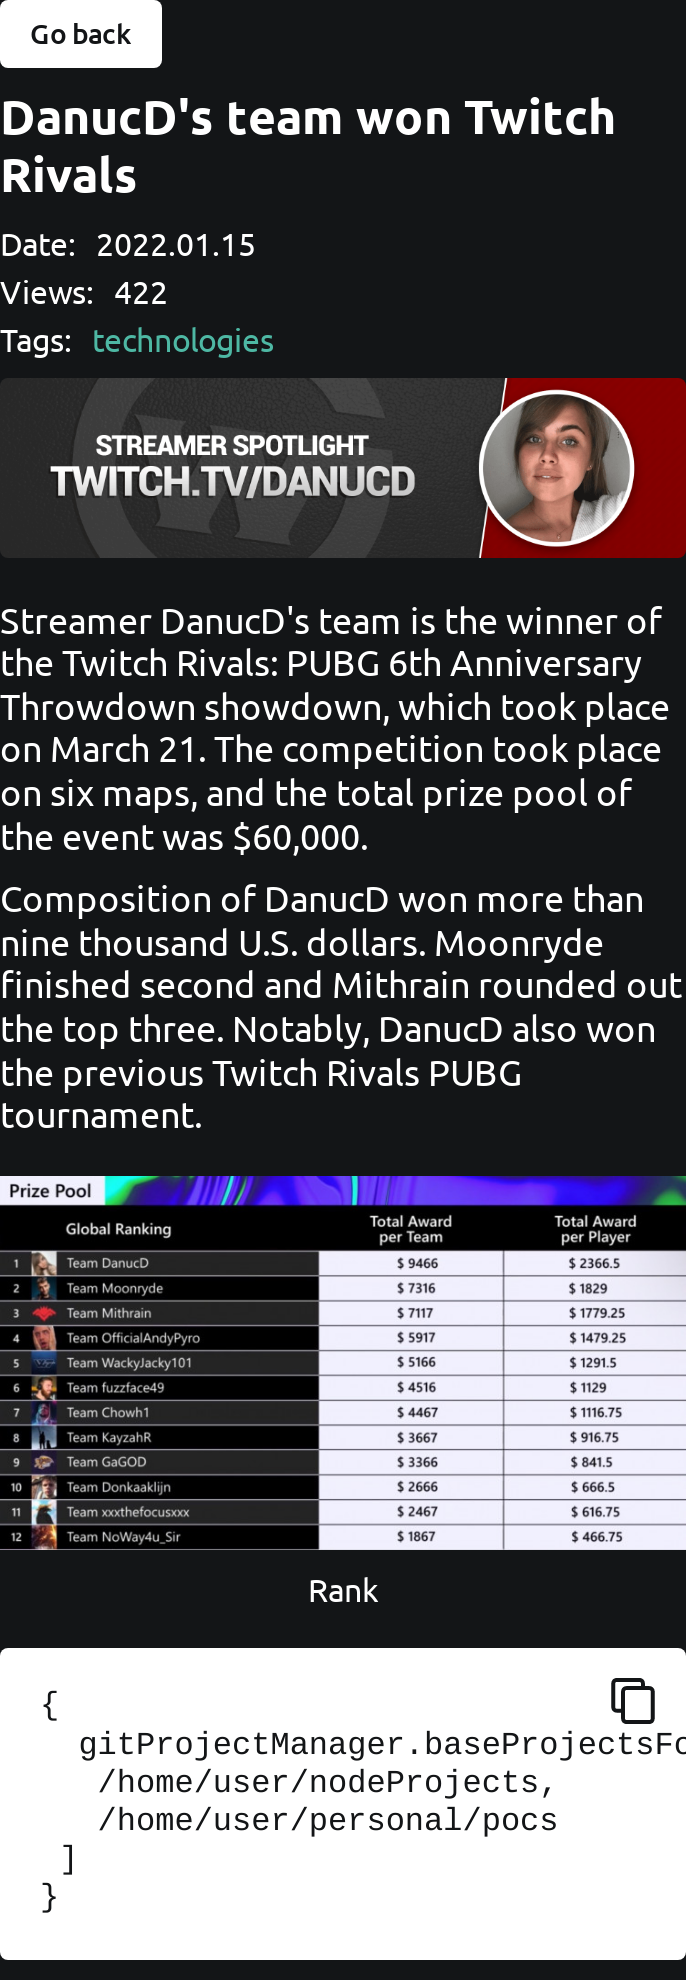 Go back
DanucD's team won Twitch
Rivals
Date: 2022.01.15
Views: 422
Tags: technologies
STREAMER SPOTLIGHT
TWITCH.TV/DANUCD
Streamer DanucD's team is the winner of
the Twitch Rivals: PUBG 6th Anniversary
Throwdown showdown, which took place
on March 21. The competition took place
on six maps, and the total prize pool of
the event was $60,000.
Composition of DanucD won more than
nine thousand U.S. dollars. Moonryde
finished second and Mithrain rounded out
the top three. Notably, DanucD also won
the previous Twitch Rivals PUBG
tournament.
Prize Pool
Global Ranking Total Award per Team Total Award per Player
1 Team DanucD $ 9466 $ 2366.5
2 Team Moonryde $ 7316 $ 1829
3 Team Mithrain $ 7117 $ 1779.25
4 Team OfficialAndyPyro $ 5917 $ 1479.25
5 Team WackyJacky101 $ 5166 $ 1291.5
6 Team fuzzface49 $ 4516 $ 1129
7 Team Chowh1 $ 4467 $ 1116.75
8 Team KayzahR $ 3667 $ 916.75
9 Team GaGOD $ 3366 $ 841.5
10 Team Donkaaklijn $ 2666 $ 666.5
11 Team xxxthefocusxxx $ 2467 $ 616.75
12 Team NoWay4u_Sir $ 1867 $ 466.75
Rank
{
gitProjectManager.baseProjectsFo
/home/user/nodeProjects,
/home/user/personal/pocs
]
}